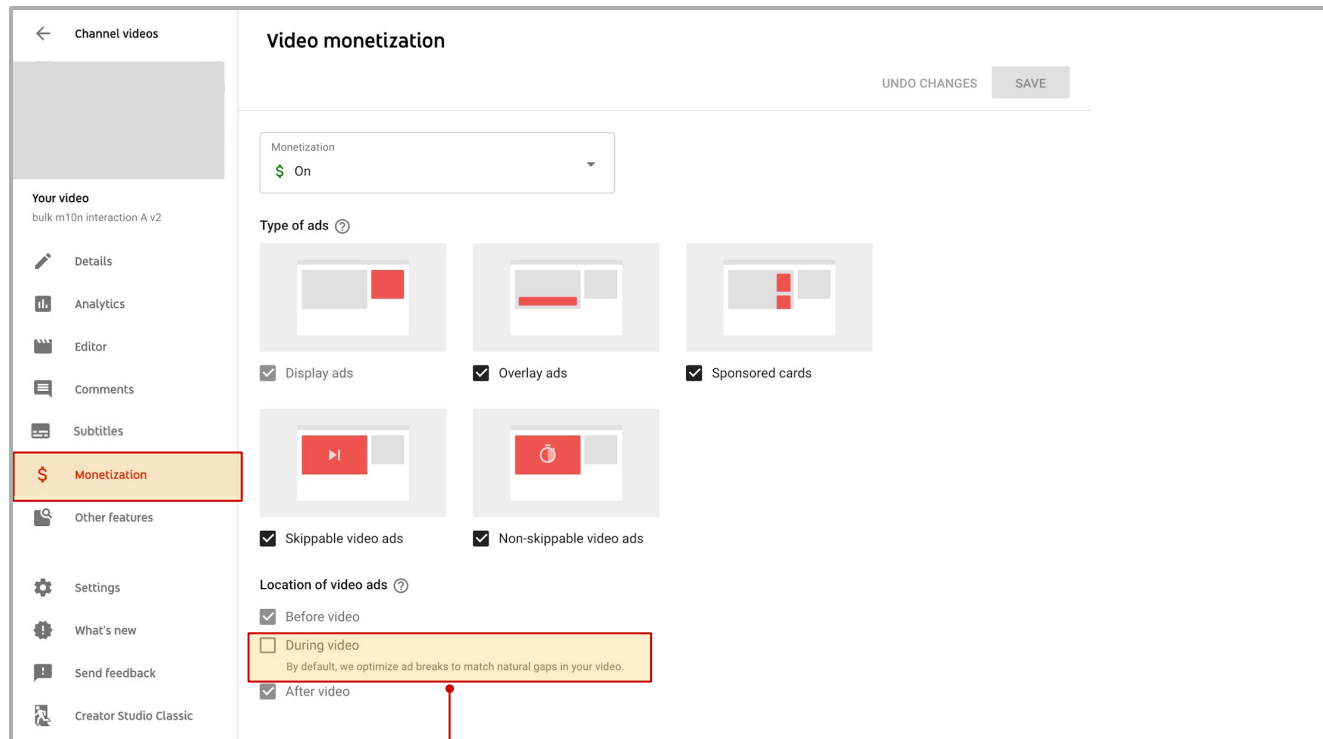 Channel videos
Video monetization
UNDO CHANGES
SAVE
Your video
bulk m10n interaction A v2
Details
Analytics
Editor
Comments
Subtitles
Monetization
Other features
Settings
What's new
Send feedback
Creator Studio Classic
Monetization
$ On
Type of ads
Display ads
Overlay ads
Sponsored cards
Skippable video ads
Non-skippable video ads
Location of video ads
Before video
During video
By default, we optimize ad breaks to match natural gaps in your video.
After video